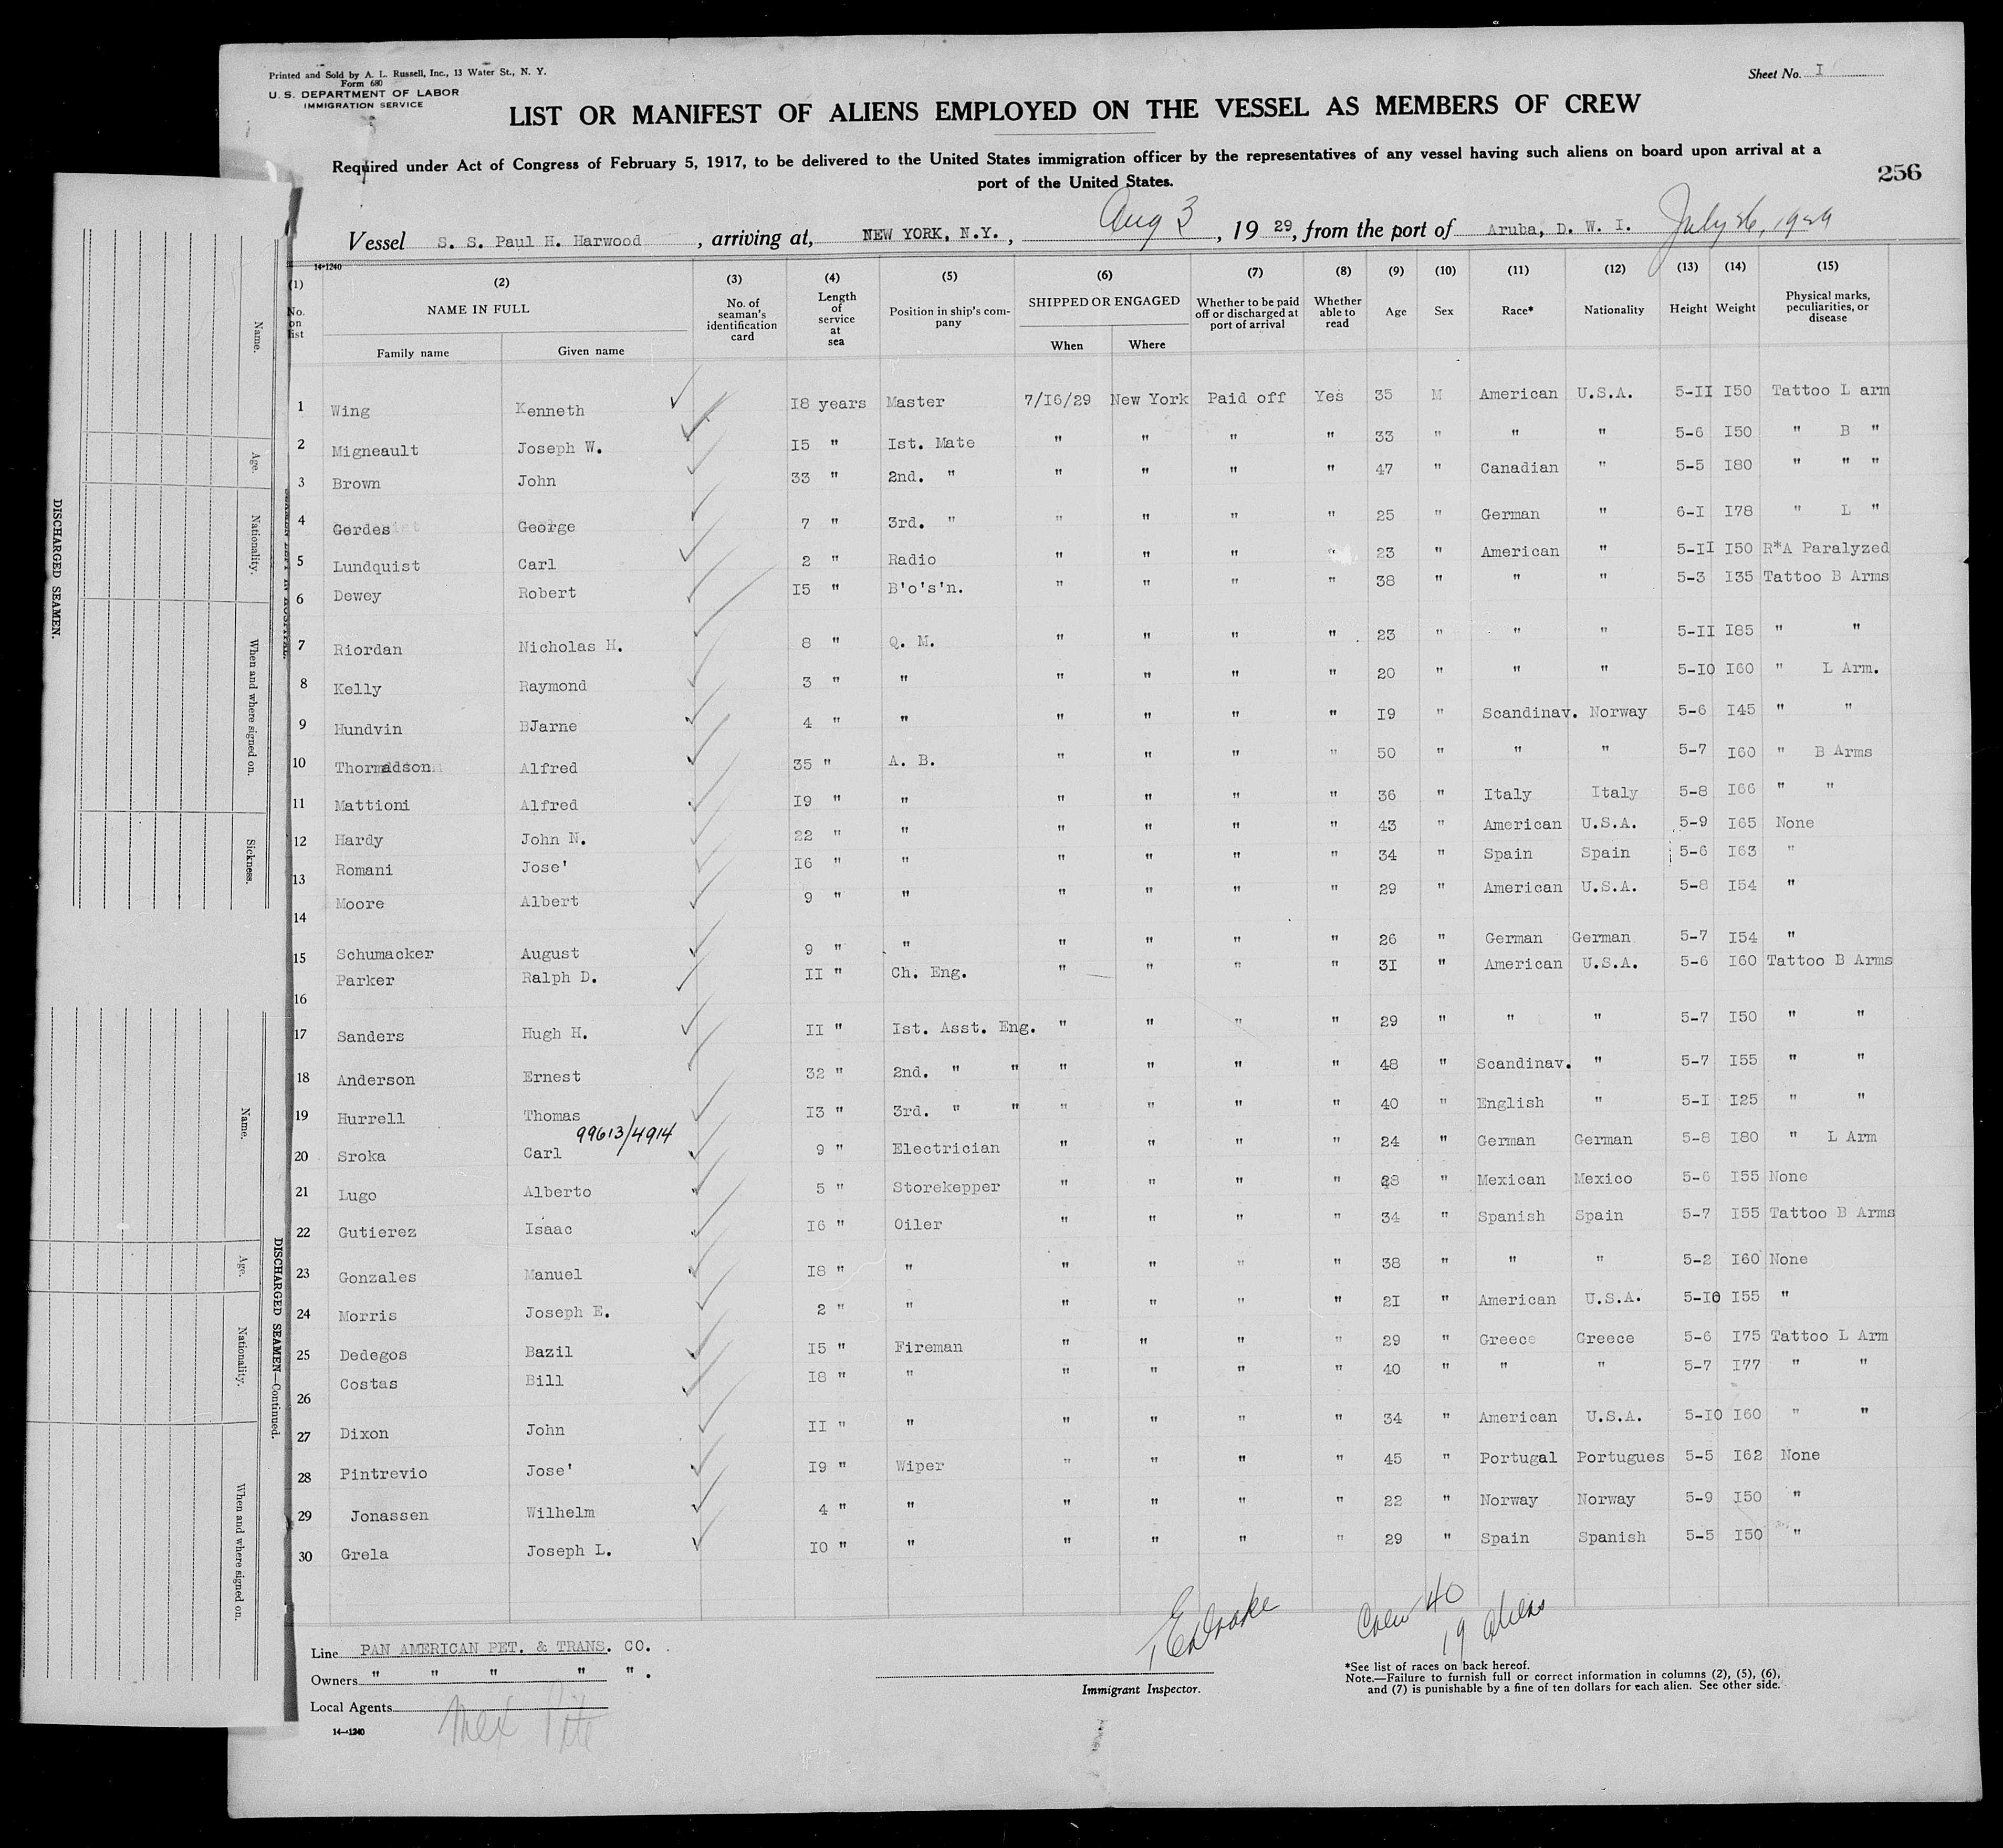 Printed and Sold by A. L. Russell, Inc., 13 Water St., N. Y.
Form 680
U. S. DEPARTMENT OF LABOR
IMMIGRATION SERVICE
Sheet No. I
LIST OR MANIFEST OF ALIENS EMPLOYED ON THE VESSEL AS MEMBERS OF CREW
Required under Act of Congress of February 5, 1917, to be delivered to the United States immigration officer by the representatives of any vessel having such aliens on board upon arrival at a
port of the United States.
256
Vessel S. S. Paul H. Harwood, arriving at, NEW YORK, N.Y., Aug 3, 19 29, from the port of Aruba, D. W. I. July 26, 1929
14-1240
(1) (2) (3) (4) (5) (6) (7) (8) (9) (10) (11) (12) (13) (14) (15)
No. on list NAME IN FULL Family name Given name No. of seaman's identification card Length of service at sea Position in ship's company SHIPPED OR ENGAGED When Where Whether to be paid off or discharged at port of arrival Whether able to read Age Sex Race* Nationality Height Weight Physical marks, peculiarities, or disease
1 Wing Kenneth 18 years Master 7/16/29 New York Paid off Yes 35 M American U.S.A. 5-11 150 Tattoo L arm
2 Migneault Joseph W. 15 " Ist. Mate " " " " 33 " " " 5-6 150 " B "
3 Brown John 33 " 2nd. " " " " " 47 " Canadian " 5-5 180 " " "
4 Gerdes George 7 " 3rd. " " " " " 25 " German " 6-1 178 " L "
5 Lundquist Carl 2 " Radio " " " " 23 " American " 5-11 150 R*A Paralyzed
6 Dewey Robert 15 " B'o's'n. " " " " 38 " " " 5-3 135 Tattoo B Arms
7 Riordan Nicholas H. 8 " Q. M. " " " " 23 " " " 5-11 185 " "
8 Kelly Raymond 3 " " " " " " 20 " " " 5-10 160 " L Arm.
9 Hundvin BJarne 4 " " " " " " 19 " Scandinav. Norway 5-6 145 " "
10 Thormadson Alfred 35 " A. B. " " " " 50 " " " 5-7 160 " B Arms
11 Mattioni Alfred 19 " " " " " " 36 " Italy Italy 5-8 166 " "
12 Hardy John N. 22 " " " " " " 43 " American U.S.A. 5-9 165 None
13 Romani Jose' 16 " " " " " " 34 " Spain Spain 5-6 163 "
14 Moore Albert 9 " " " " " " 29 " American U.S.A. 5-8 154 "
15 Schumacker August 9 " " " " " " 26 " German German 5-7 154 "
16 Parker Ralph D. 11 " Ch. Eng. " " " " 31 " American U.S.A. 5-6 160 Tattoo B Arms
17 Sanders Hugh H. 11 " Ist. Asst. Eng. " " " " 29 " " " 5-7 150 " "
18 Anderson Ernest 32 " 2nd. " " " " " " 48 " Scandinav. " 5-7 155 " "
19 Hurrell Thomas 13 " 3rd. " " " " " " 40 " English " 5-1 125 " "
99613/4914
20 Sroka Carl 9 " Electrician " " " " 24 " German German 5-8 180 " L Arm
21 Lugo Alberto 5 " Storekepper " " " " 28 " Mexican Mexico 5-6 155 None
22 Gutierez Isaac 16 " Oiler " " " " 34 " Spanish Spain 5-7 155 Tattoo B Arms
23 Gonzales Manuel 18 " " " " " " 38 " " " 5-2 160 None
24 Morris Joseph E. 2 " " " " " " 21 " American U.S.A. 5-10 155 "
25 Dedegos Bazil 15 " Fireman " " " " 29 " Greece Greece 5-6 175 Tattoo L Arm
26 Costas Bill 18 " " " " " " 40 " " " 5-7 177 " "
27 Dixon John 11 " " " " " " 34 " American U.S.A. 5-10 160 " "
28 Pintrevio Jose' 19 " Wiper " " " " 45 " Portugal Portugues 5-5 162 None
29 Jonassen Wilhelm 4 " " " " " " 22 " Norway Norway 5-9 150 "
30 Grela Joseph L. 10 " " " " " " 29 " Spain Spanish 5-5 150 "
Crew 40
19 aliens
Line PAN AMERICAN PET. & TRANS. CO.
Owners " " " " " .
Local Agents
14-1240
Immigrant Inspector.
*See list of races on back hereof.
Note.—Failure to furnish full or correct information in columns (2), (5), (6),
and (7) is punishable by a fine of ten dollars for each alien. See other side.
DISCHARGED SEAMEN.
Name.
Age.
Nationality.
When and where signed on.
Sickness.
DISCHARGED SEAMEN—Continued.
Name.
Age.
Nationality.
When and where signed on.